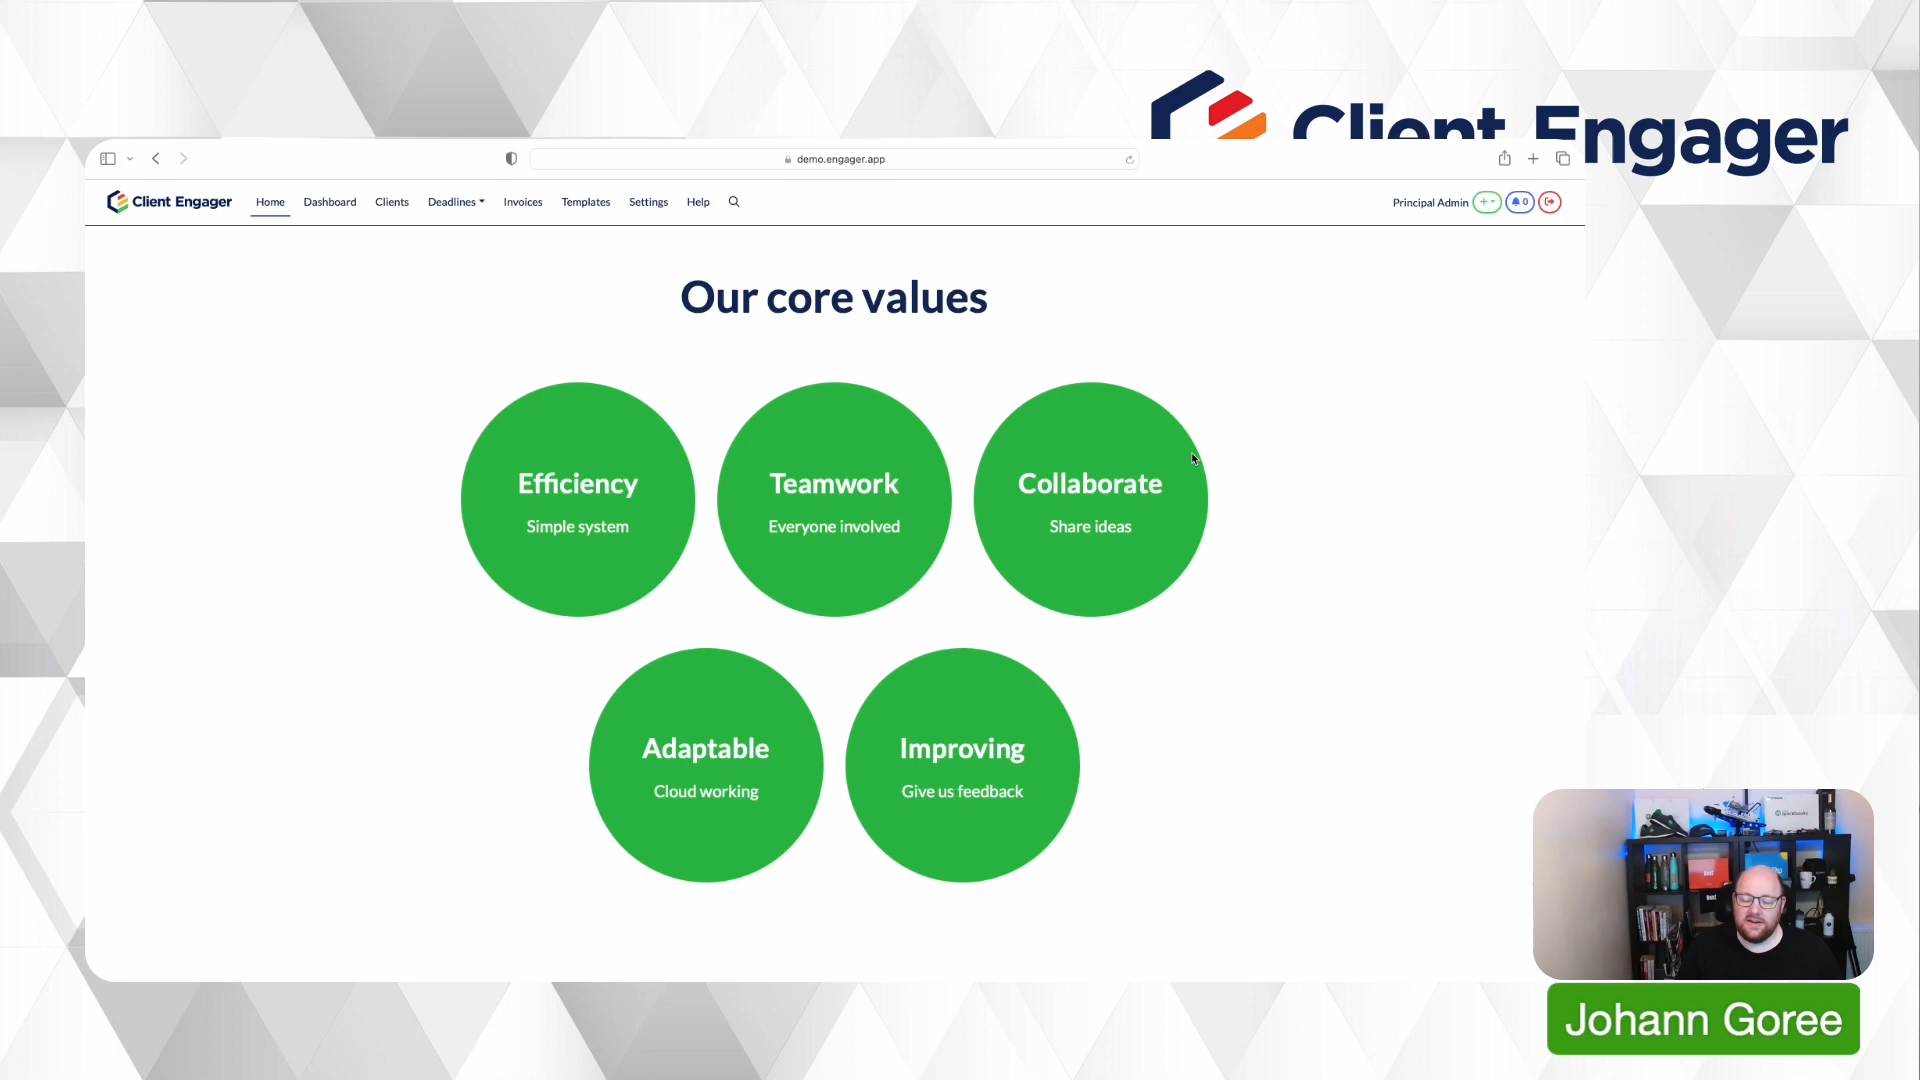 Client Engager
demo.engager.app
Client Engager
Home
Dashboard
Clients
Deadlines
Invoices
Templates
Settings
Help
Principal Admin
+
0
Our core values
Efficiency
Simple system
Teamwork
Everyone involved
Collaborate
Share ideas
Adaptable
Cloud working
Improving
Give us feedback
Johann Goree